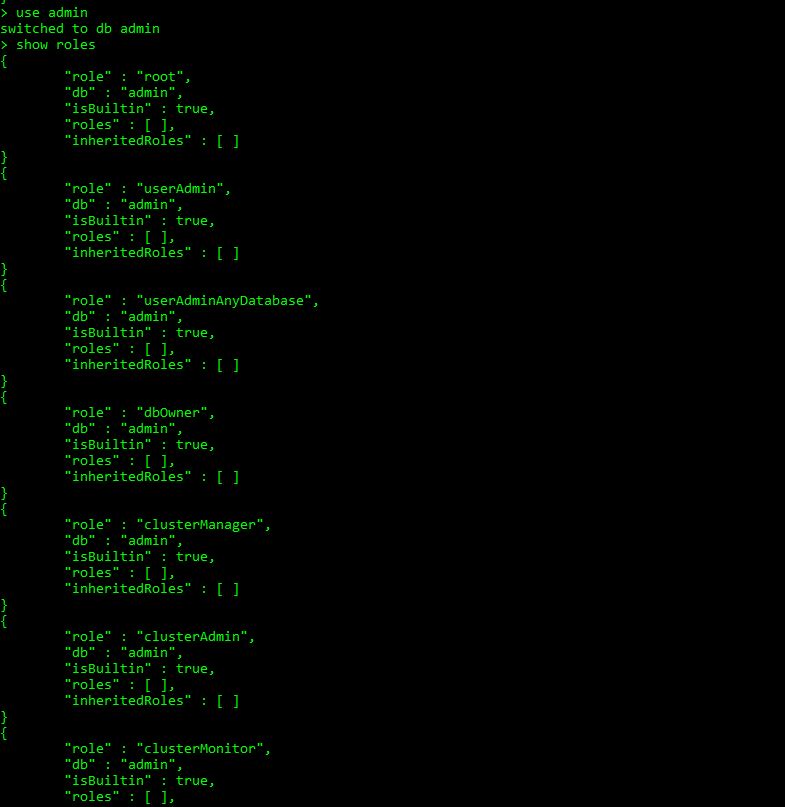 }
> use admin
switched to db admin
> show roles
{
        "role" : "root",
        "db" : "admin",
        "isBuiltin" : true,
        "roles" : [ ],
        "inheritedRoles" : [ ]
}
{
        "role" : "userAdmin",
        "db" : "admin",
        "isBuiltin" : true,
        "roles" : [ ],
        "inheritedRoles" : [ ]
}
{
        "role" : "userAdminAnyDatabase",
        "db" : "admin",
        "isBuiltin" : true,
        "roles" : [ ],
        "inheritedRoles" : [ ]
}
{
        "role" : "dbOwner",
        "db" : "admin",
        "isBuiltin" : true,
        "roles" : [ ],
        "inheritedRoles" : [ ]
}
{
        "role" : "clusterManager",
        "db" : "admin",
        "isBuiltin" : true,
        "roles" : [ ],
        "inheritedRoles" : [ ]
}
{
        "role" : "clusterAdmin",
        "db" : "admin",
        "isBuiltin" : true,
        "roles" : [ ],
        "inheritedRoles" : [ ]
}
{
        "role" : "clusterMonitor",
        "db" : "admin",
        "isBuiltin" : true,
        "roles" : [ ],